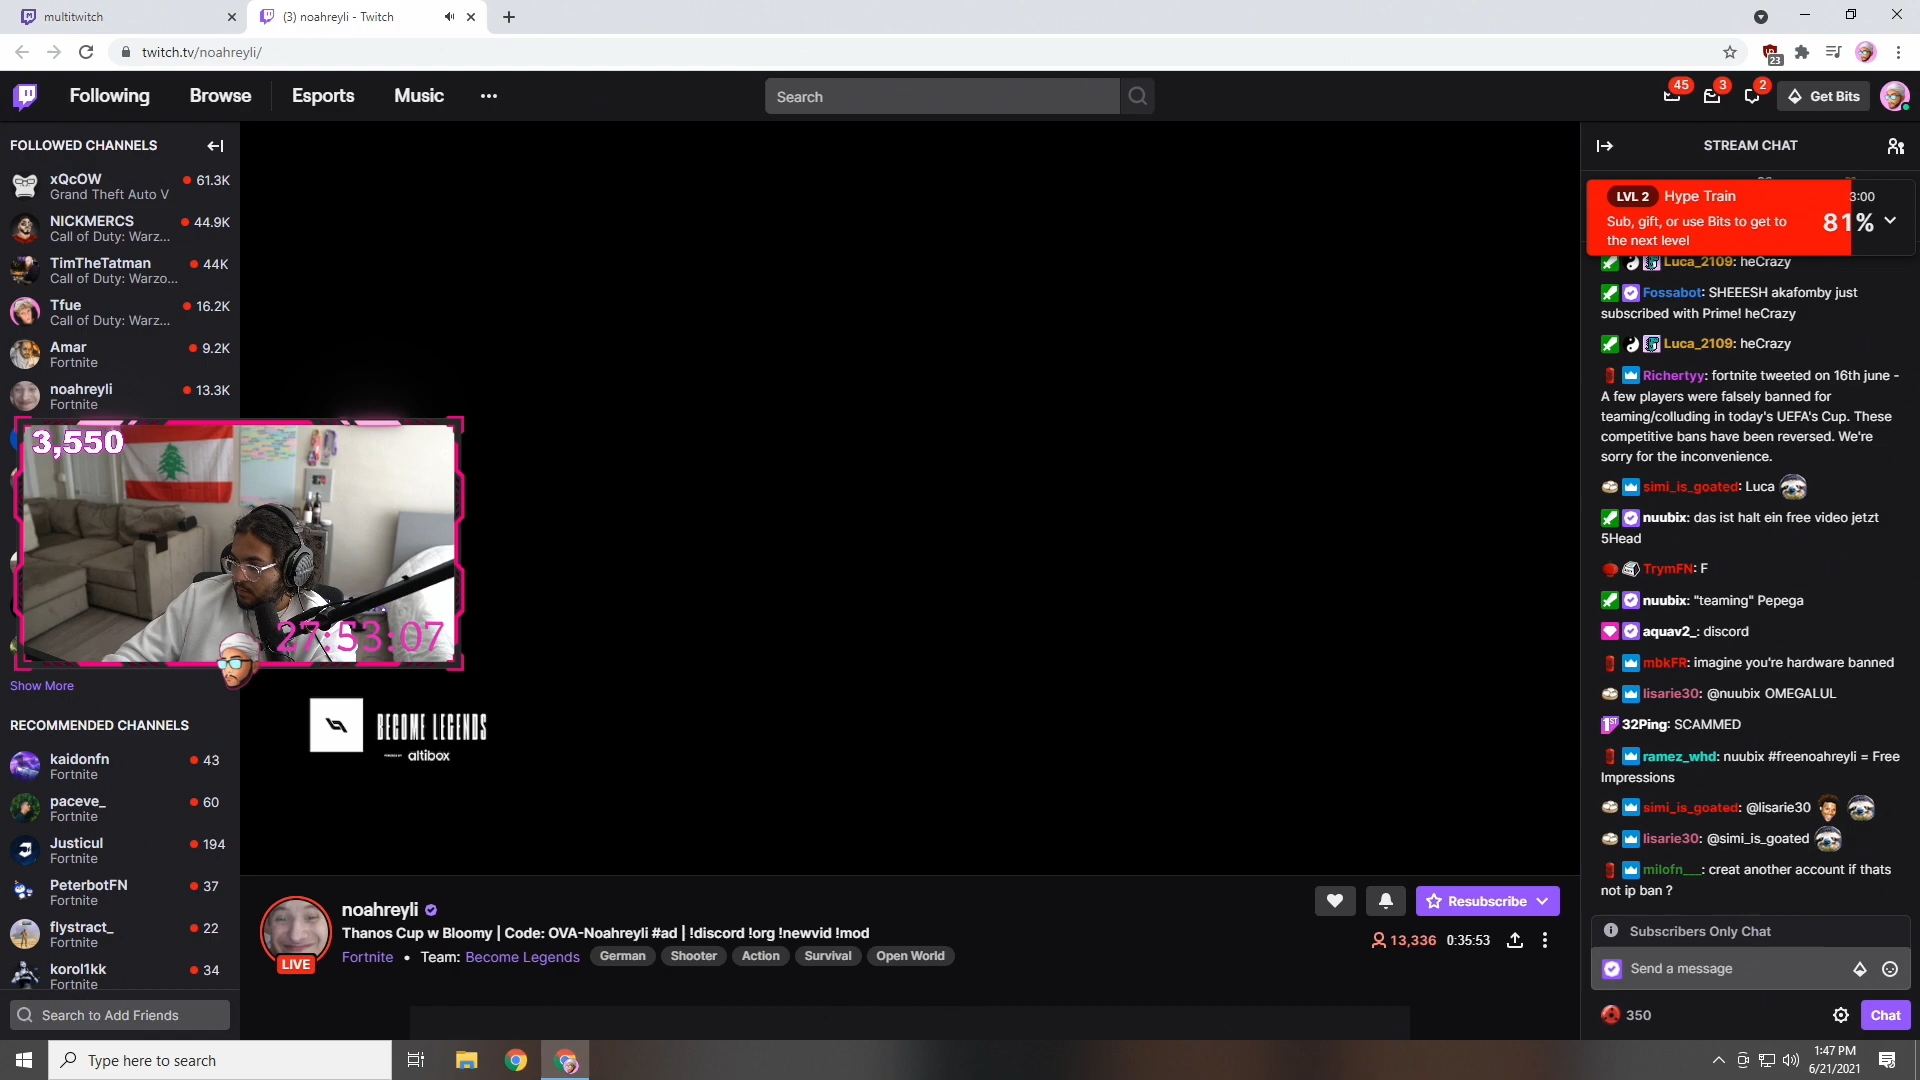 multitwitch
(3) noahreyli - Twitch
twitch.tv/noahreyli/
23
Following
Browse
Esports
Music
Search
45
3
2
Get Bits
FOLLOWED CHANNELS
xQcOW
61.3K
Grand Theft Auto V
NICKMERCS
44.9K
Call of Duty: Warz...
TimTheTatman
44K
Call of Duty: Warzo...
Tfue
16.2K
Call of Duty: Warz...
Amar
9.2K
Fortnite
noahreyli
13.3K
Fortnite
3,550
27:53:07
Show More
BECOME LEGENDS
altibox
RECOMMENDED CHANNELS
kaidonfn
43
Fortnite
paceve_
60
Fortnite
Justicul
194
Fortnite
PeterbotFN
37
Fortnite
flystract_
22
Fortnite
korol1kk
34
Fortnite
Search to Add Friends
noahreyli
Thanos Cup w Bloomy | Code: OVA-Noahreyli #ad | !discord !org !newvid !mod
Fortnite • Team: Become Legends
German
Shooter
Action
Survival
Open World
LIVE
Resubscribe
13,336
0:35:53
STREAM CHAT
LVL 2
Hype Train
3:00
Sub, gift, or use Bits to get to
the next level
81%
Luca_2109: heCrazy
Fossabot: SHEEESH akafomby just
subscribed with Prime! heCrazy
Luca_2109: heCrazy
Richertyy: fortnite tweeted on 16th june -
A few players were falsely banned for
teaming/colluding in today's UEFA's Cup. These
competitive bans have been reversed. We're
sorry for the inconvenience.
simi_is_goated: Luca
nuubix: das ist halt ein free video jetzt
5Head
TrymFN: F
nuubix: "teaming" Pepega
aquav2_: discord
mbkFR: imagine you're hardware banned
lisarie30: @nuubix OMEGALUL
1ST
32Ping: SCAMMED
ramez_whd: nuubix #freenoahreyli = Free
Impressions
simi_is_goated: @lisarie30
lisarie30: @simi_is_goated
milofn___: creat another account if thats
not ip ban ?
Subscribers Only Chat
Send a message
350
Chat
Type here to search
1:47 PM
6/21/2021